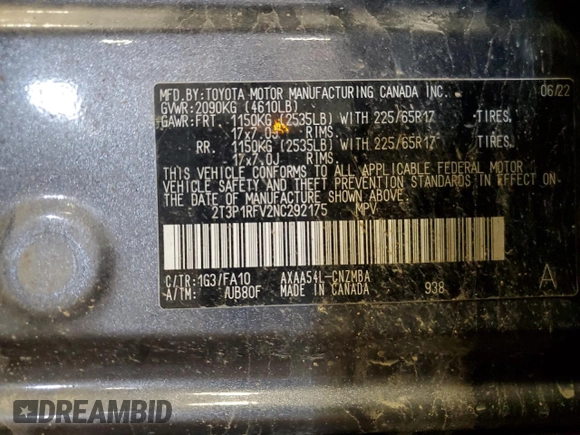 MFD.BY:TOYOTA MOTOR MANUFACTURING CANADA INC. 06/22
GVWR:2090KG (4610LB)
GAWR:FRT. 1150KG (2535LB) WITH 225/65R17 TIRES,
17x7.0J RIMS
RR. 1150KG (2535LB) WITH 225/65R17 TIRES,
17x7.0J RIMS
THIS VEHICLE CONFORMS TO ALL APPLICABLE FEDERAL MOTOR
VEHICLE SAFETY AND THEFT PREVENTION STANDARDS IN EFFECT
ON THE DATE OF MANUFACTURE SHOWN ABOVE.
2T3P1RFV2NC292175 MPV
C/TR:1G3/FA10 AXAA54L-CNZMBA A
A/TM: /UB80F MADE IN CANADA 938
DREAMBID